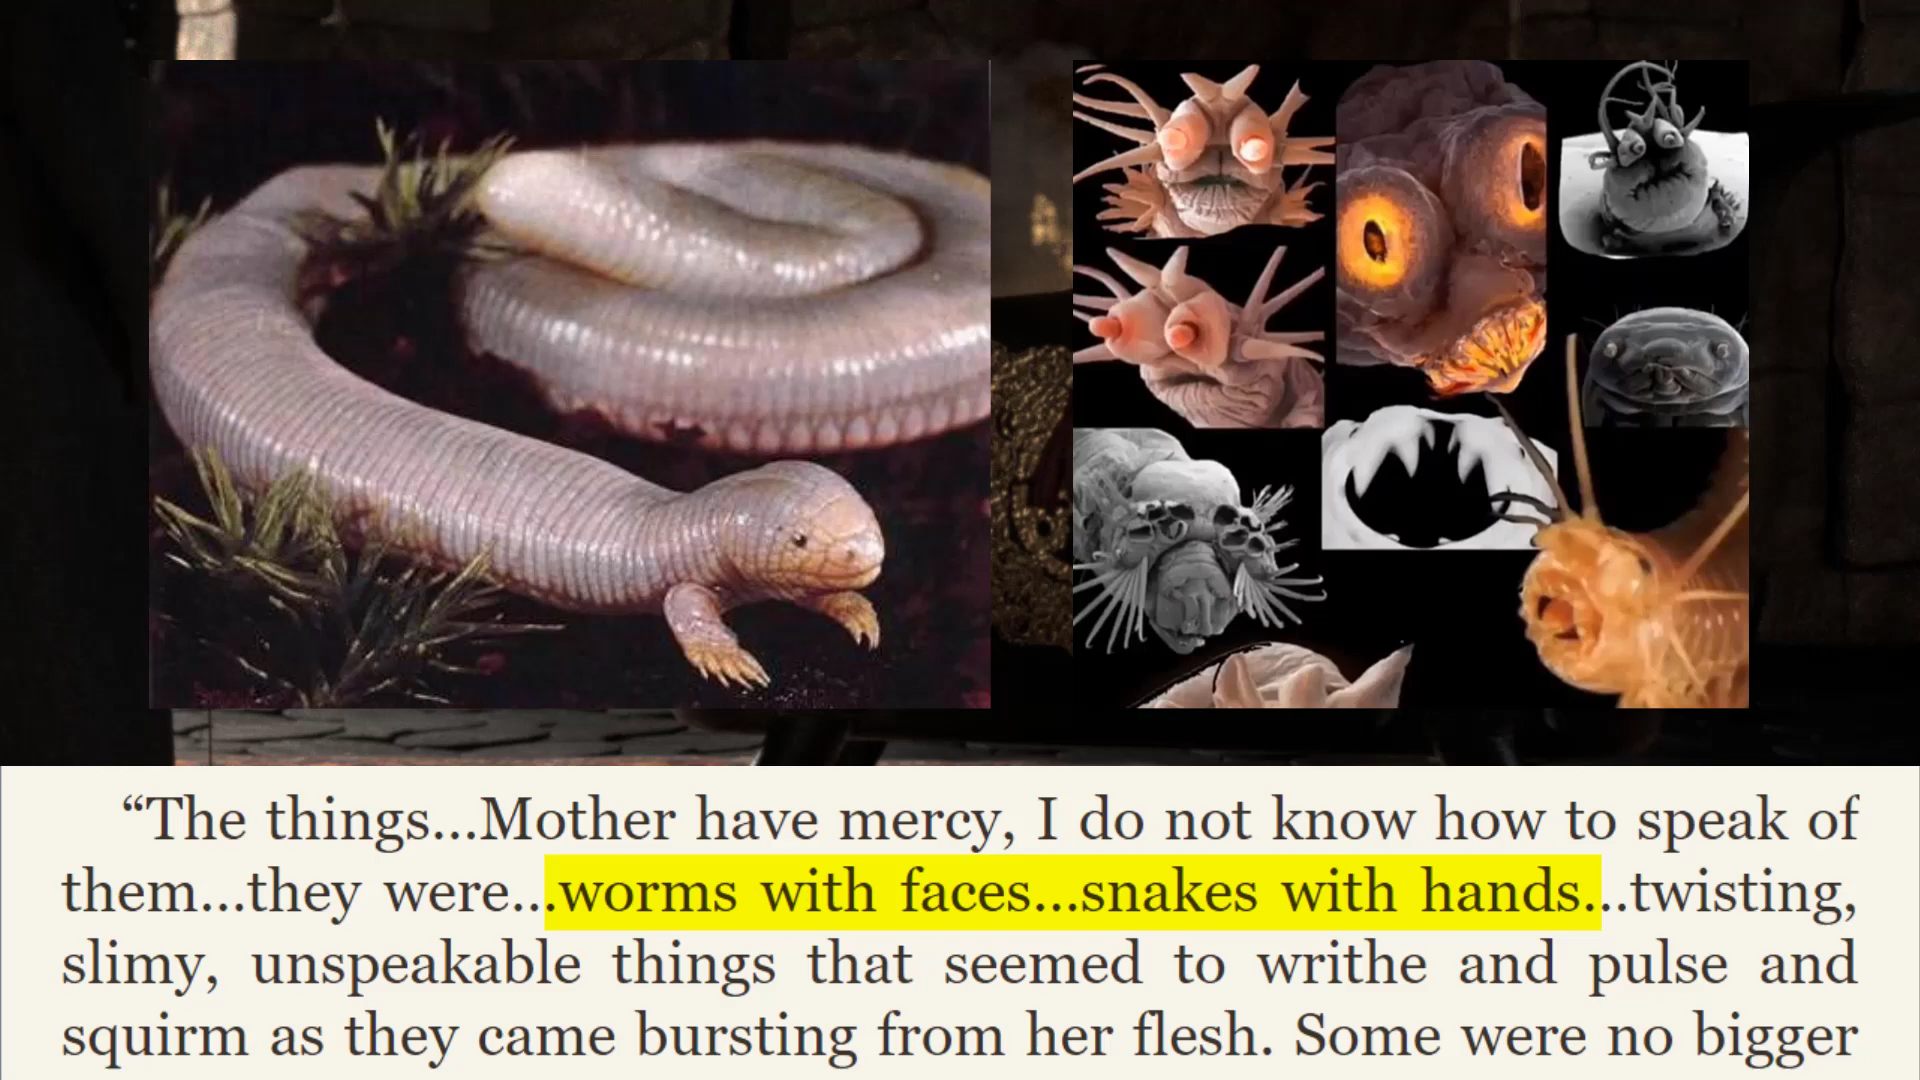 “The things...Mother have mercy, I do not know how to speak of
them...they were...worms with faces...snakes with hands...twisting,
slimy, unspeakable things that seemed to writhe and pulse and
squirm as they came bursting from her flesh. Some were no bigger